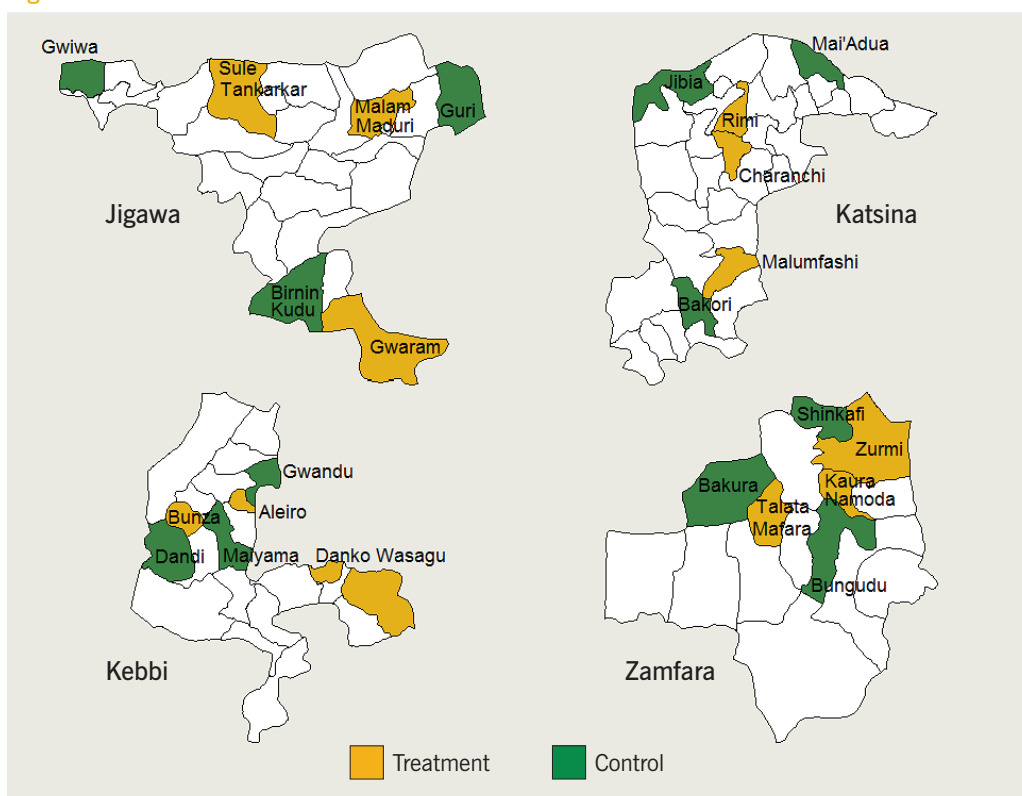 Gwiwa
Sule
Tankarkar
Malam
Maduri
Guri
Jigawa
Birnin
Kudu
Gwaram
Mai'Adua
Jibia
Rimi
Charanchi
Katsina
Malumfashi
Bakori
Gwandu
Aleiro
Bunza
Dandi
Maiyama
Danko Wasagu
Kebbi
Shinkafi
Zurmi
Bakura
Kaura
Namoda
Talata
Mafara
Bungudu
Zamfara
Treatment
Control